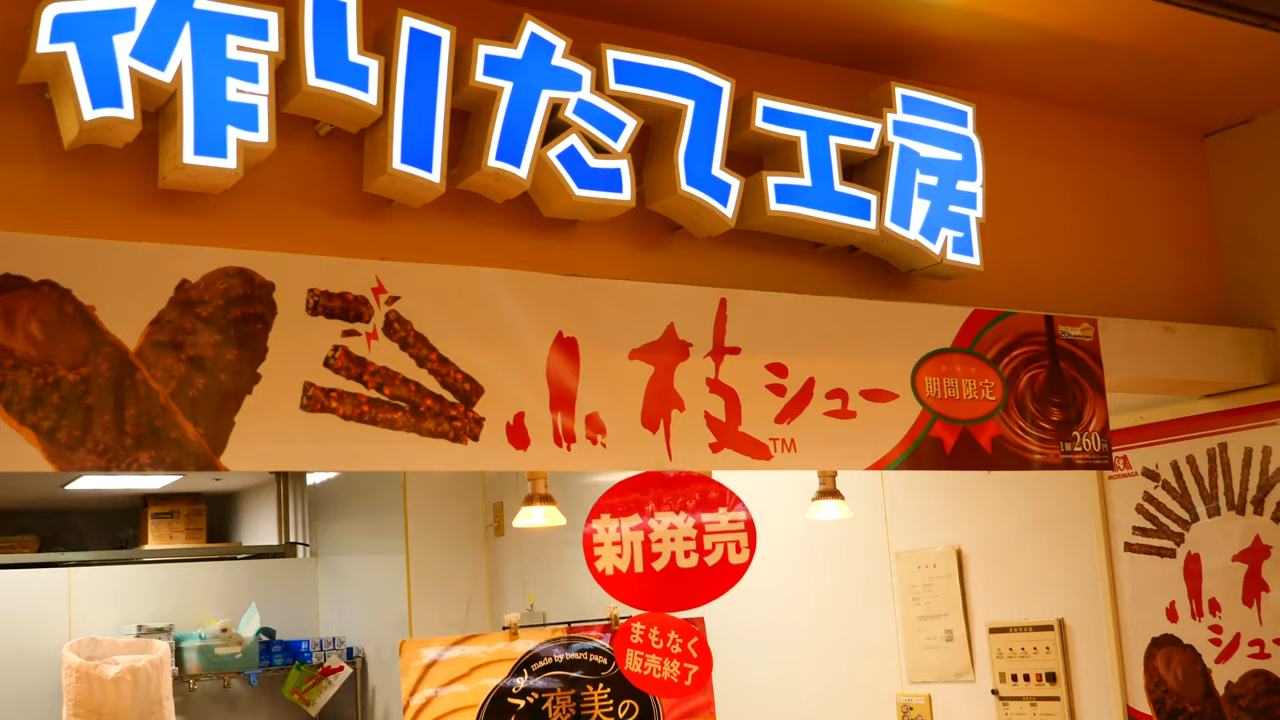 作りたて工房
小枝シュー
TM
期間限定
1個260円
MORINAGA
新発売
小枝
シュー
まもなく
販売終了
made by beard papa
ご褒美の